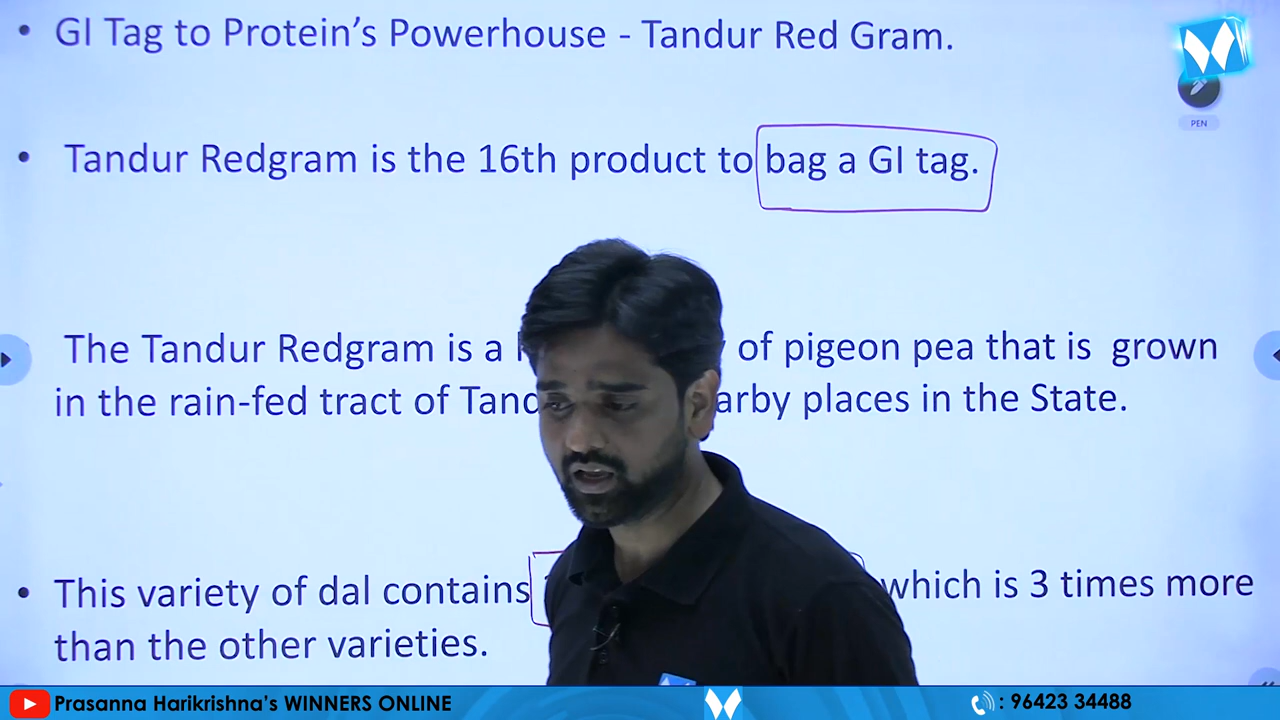 • GI Tag to Protein’s Powerhouse - Tandur Red Gram.
PEN
• Tandur Redgram is the 16th product to bag a GI tag.
The Tandur Redgram is a of pigeon pea that is grown
in the rain-fed tract of places in the State.
• This variety of dal contains which is 3 times more
than the other varieties.
Prasanna Harikrishna’s WINNERS ONLINE
: 96423 34488